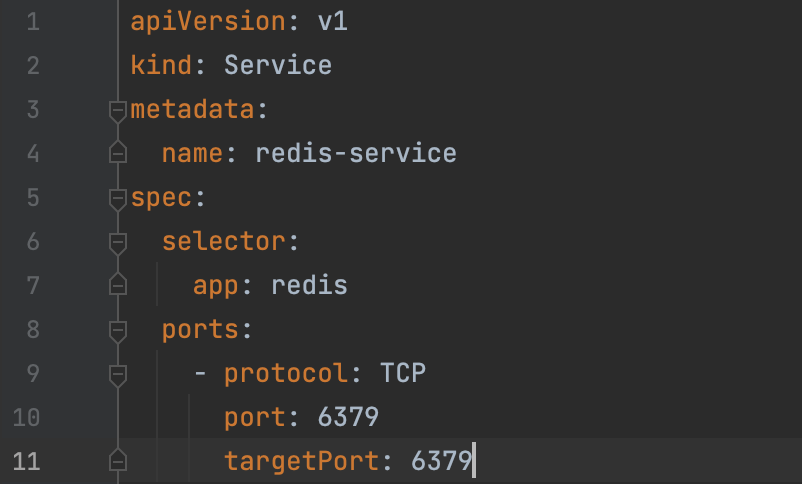 1 apiVersion: v1
2 kind: Service
3 metadata:
4   name: redis-service
5 spec:
6   selector:
7     app: redis
8   ports:
9     - protocol: TCP
10       port: 6379
11       targetPort: 6379